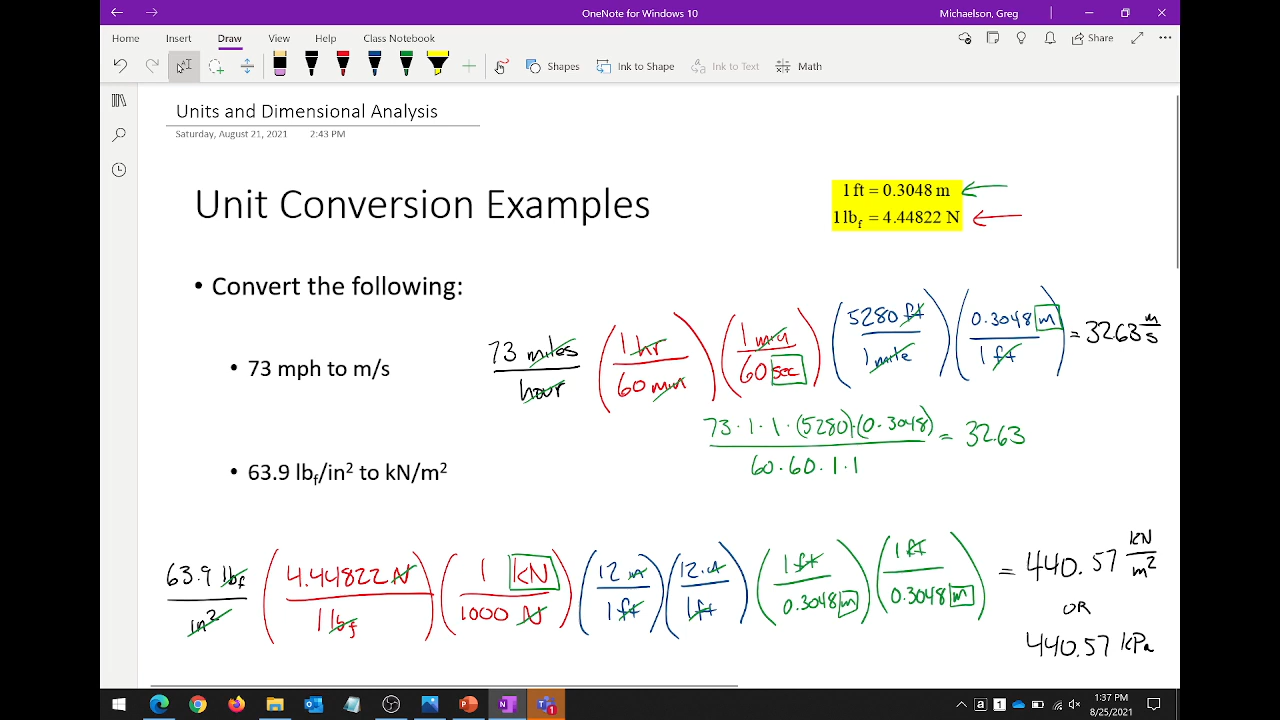 OneNote for Windows 10
Michaelson, Greg
Home Insert Draw View Help Class Notebook
Share
Shapes Ink to Shape Ink to Text Math
Units and Dimensional Analysis
Saturday, August 21, 2021 2:43 PM
Unit Conversion Examples
1 ft = 0.3048 m
1 lbf = 4.44822 N
• Convert the following:
• 73 mph to m/s
73 miles / hour (1 hr / 60 min) (1 min / 60 sec) (5280 ft / 1 mile) (0.3048 m / 1 ft) = 32.63 m/s
73 · 1 · 1 · (5280) · (0.3048) / 60 · 60 · 1 · 1 = 32.63
• 63.9 lbf/in² to kN/m²
63.9 lbf / in² (4.44822 N / 1 lbf) (1 kN / 1000 N) (12 in / 1 ft) (12 in / 1 ft) (1 ft / 0.3048 m) (1 ft / 0.3048 m) = 440.57 kN/m²
OR
440.57 kPa
1:37 PM
8/25/2021